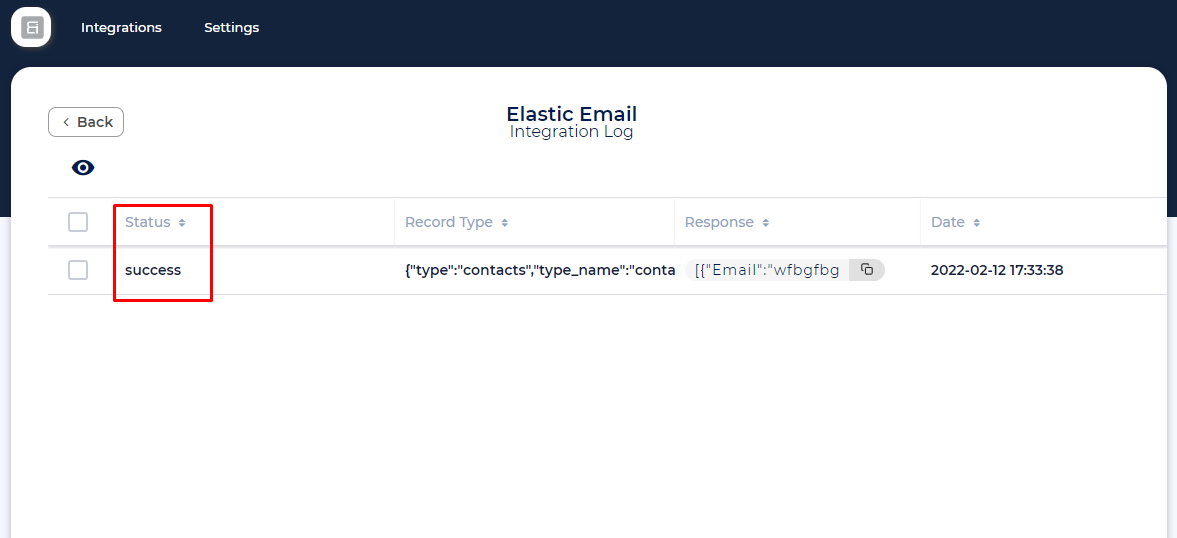 Integrations Settings
Back
Elastic Email
Integration Log
Status Record Type Response Date
success {"type":"contacts","type_name":"conta [{"Email":"wfbgfbg 2022-02-12 17:33:38